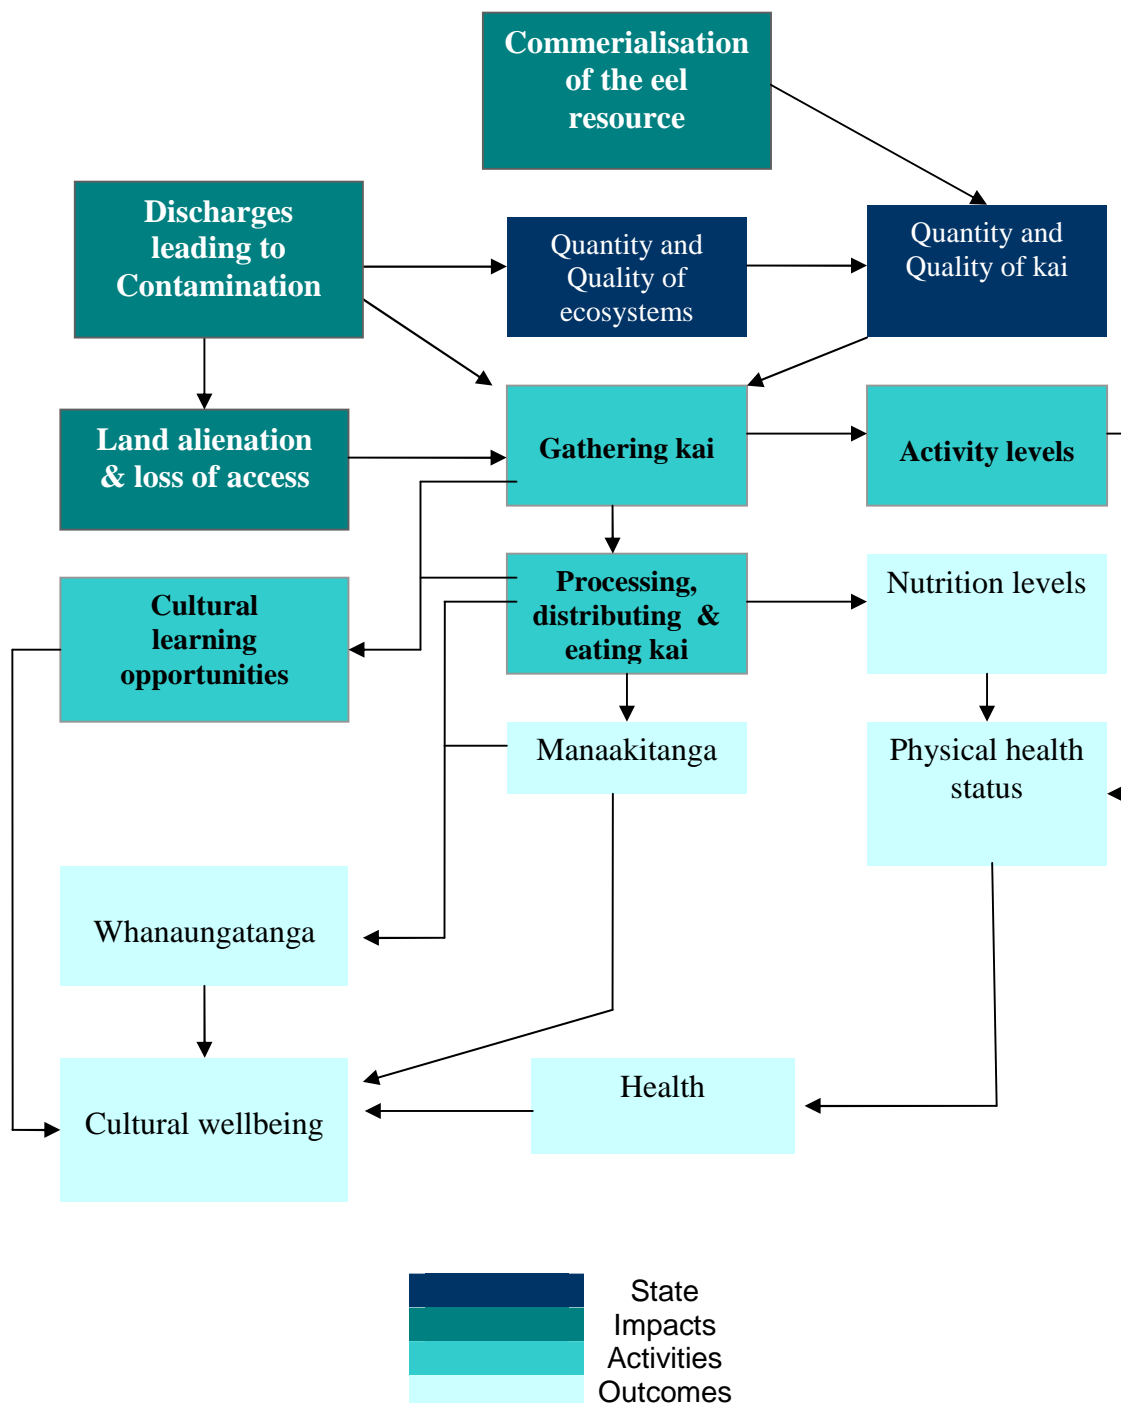 Commerialisation
of the eel
resource
Discharges
leading to
Contamination
Quantity and
Quality of
ecosystems
Quantity and
Quality of kai
Land alienation
& loss of access
Gathering kai
Activity levels
Cultural
learning
opportunities
Processing,
distributing &
eating kai
Nutrition levels
Manaakitanga
Physical health
status
Whanaungatanga
Cultural wellbeing
Health
State
Impacts
Activities
Outcomes